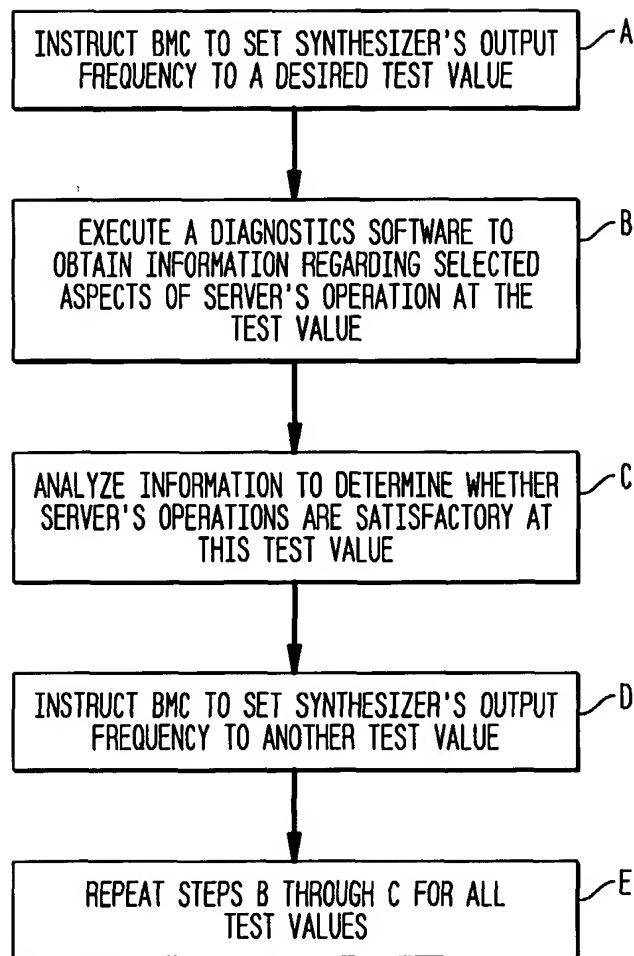 INSTRUCT BMC TO SET SYNTHESIZER'S OUTPUT
FREQUENCY TO A DESIRED TEST VALUE
A
EXECUTE A DIAGNOSTICS SOFTWARE TO
OBTAIN INFORMATION REGARDING SELECTED
ASPECTS OF SERVER'S OPERATION AT THE
TEST VALUE
B
ANALYZE INFORMATION TO DETERMINE WHETHER
SERVER'S OPERATIONS ARE SATISFACTORY AT
THIS TEST VALUE
C
INSTRUCT BMC TO SET SYNTHESIZER'S OUTPUT
FREQUENCY TO ANOTHER TEST VALUE
D
REPEAT STEPS B THROUGH C FOR ALL
TEST VALUES
E